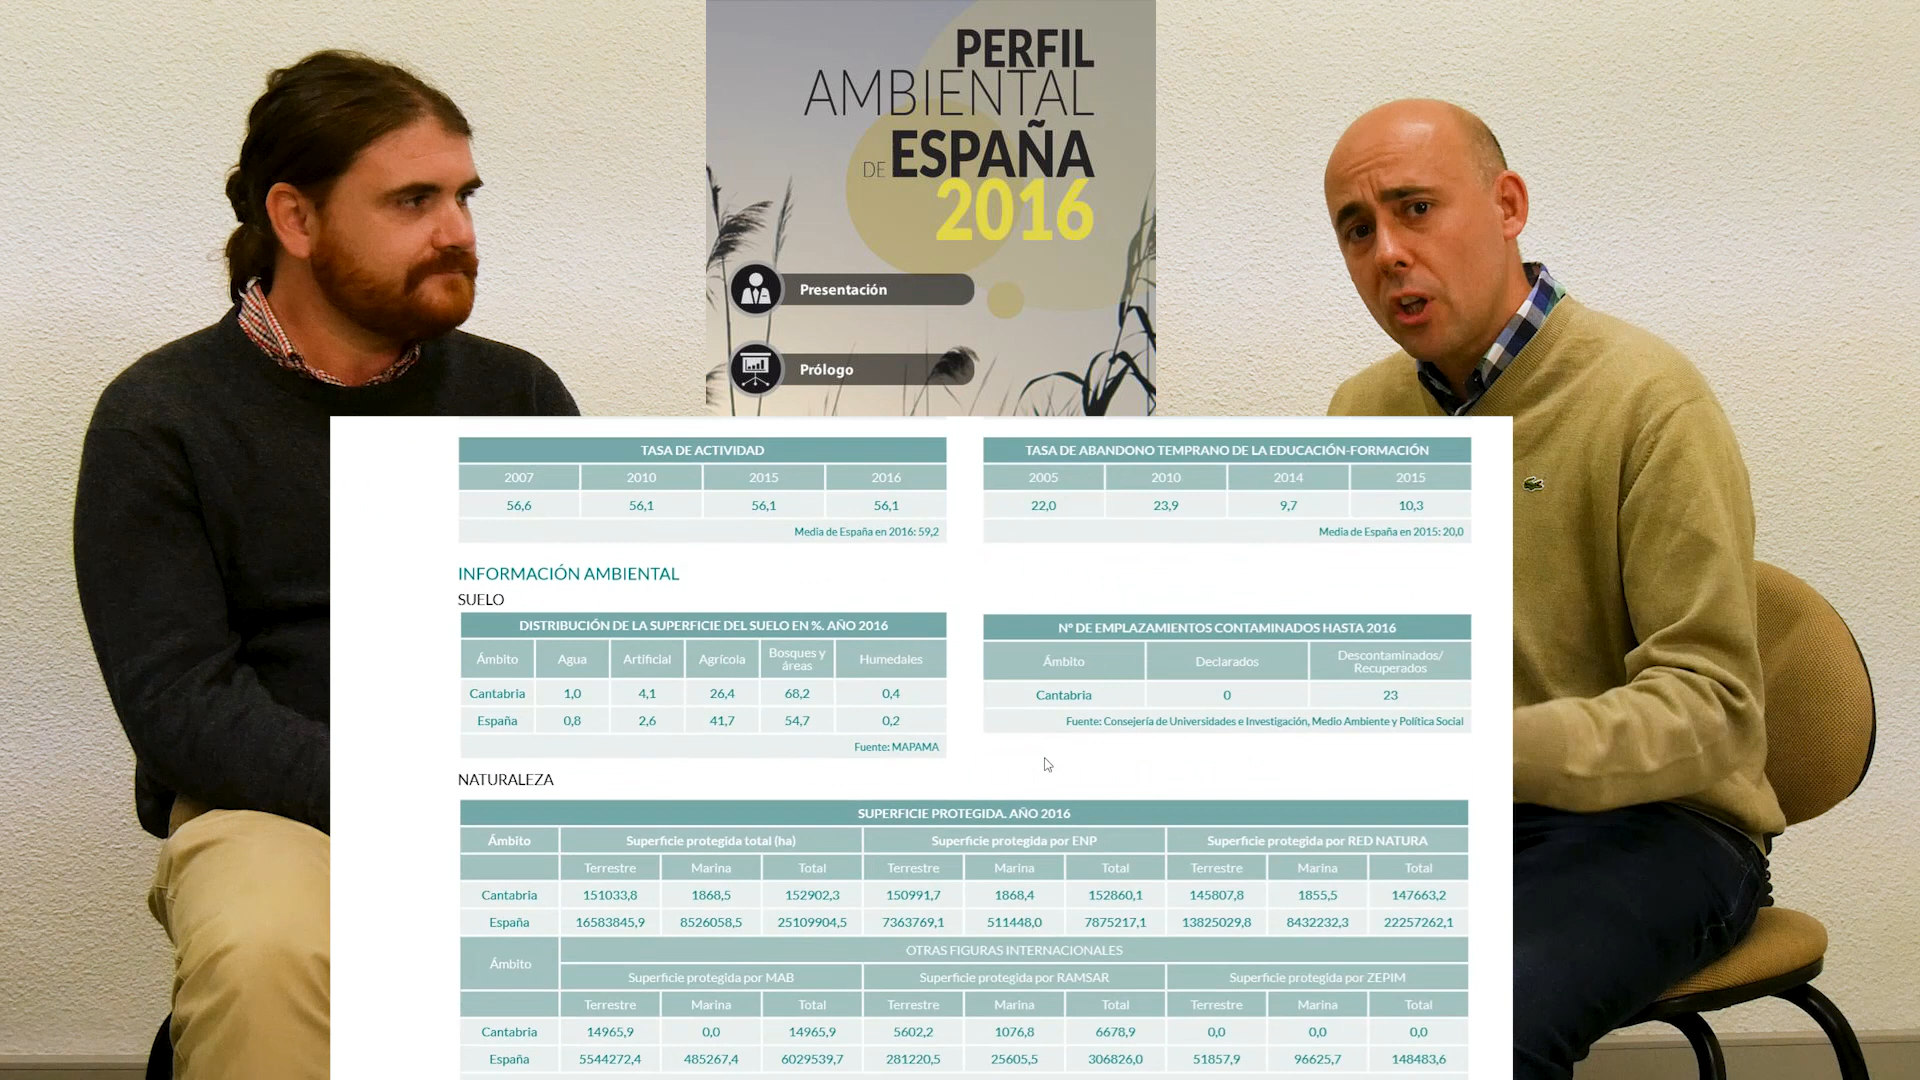 PERFIL
AMBIENTAL
DE ESPAÑA
2016
Presentación
Prólogo
TASA DE ACTIVIDAD
2007 2010 2015 2016
56,6 56,1 56,1 56,1
Media de España en 2016: 59,2
TASA DE ABANDONO TEMPRANO DE LA EDUCACIÓN-FORMACIÓN
2005 2010 2014 2015
22,0 23,9 9,7 10,3
Media de España en 2015: 20,0
INFORMACIÓN AMBIENTAL
SUELO
DISTRIBUCIÓN DE LA SUPERFICIE DEL SUELO EN %. AÑO 2016
Ámbito Agua Artificial Agrícola Bosques y áreas Humedales
Cantabria 1,0 4,1 26,4 68,2 0,4
España 0,8 2,6 41,7 54,7 0,2
Fuente: MAPAMA
Nº DE EMPLAZAMIENTOS CONTAMINADOS HASTA 2016
Ámbito Declarados Descontaminados/ Recuperados
Cantabria 0 23
Fuente: Consejería de Universidades e Investigación, Medio Ambiente y Política Social
NATURALEZA
SUPERFICIE PROTEGIDA. AÑO 2016
Ámbito Superficie protegida total (ha) Superficie protegida por ENP Superficie protegida por RED NATURA
Terrestre Marina Total Terrestre Marina Total Terrestre Marina Total
Cantabria 151033,8 1868,5 152902,3 150991,7 1868,4 152860,1 145807,8 1855,5 147663,2
España 16583845,9 8526058,5 25109904,5 7363769,1 511448,0 7875217,1 13825029,8 8432232,3 22257262,1
Ámbito OTRAS FIGURAS INTERNACIONALES
Superficie protegida por MAB Superficie protegida por RAMSAR Superficie protegida por ZEPIM
Terrestre Marina Total Terrestre Marina Total Terrestre Marina Total
Cantabria 14965,9 0,0 14965,9 5602,2 1076,8 6678,9 0,0 0,0 0,0
España 5544272,4 485267,4 6029539,7 281220,5 25605,5 306826,0 51857,9 96625,7 148483,6